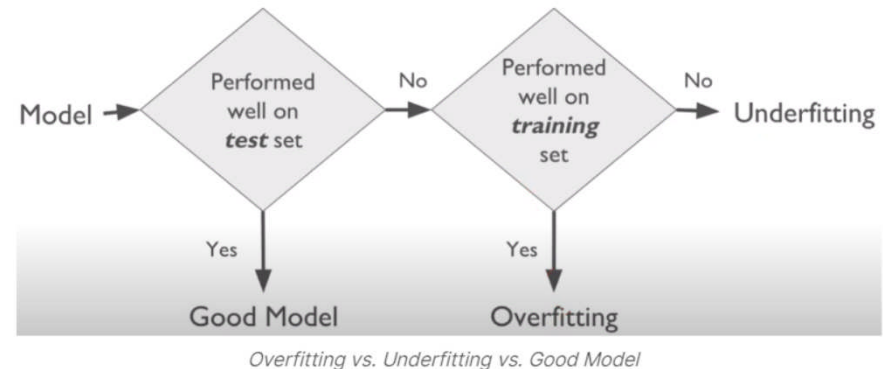 Model
Performed
well on
test set
No
Performed
well on
training
set
No
Underfitting
Yes
Good Model
Yes
Overfitting
Overfitting vs. Underfitting vs. Good Model